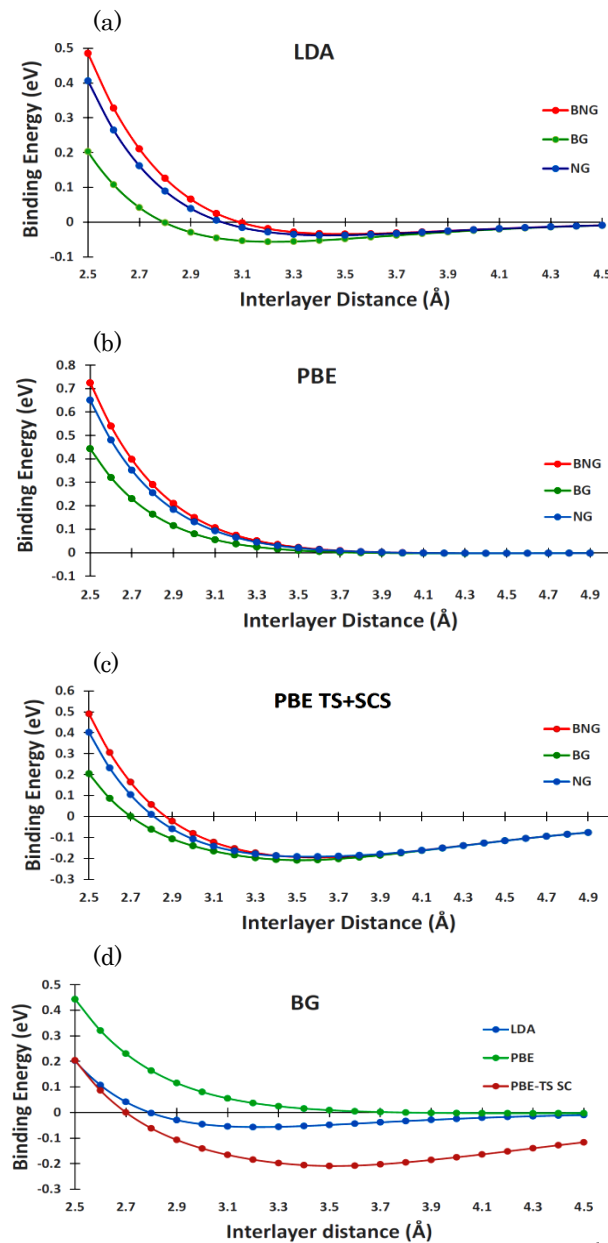 (a)
LDA
Binding Energy (eV)
0.5
0.4
0.3
0.2
0.1
0
-0.1
BNG
BG
NG
2.5 2.7 2.9 3.1 3.3 3.5 3.7 3.9 4.1 4.3 4.5
Interlayer Distance (Å)
(b)
PBE
Binding Energy (eV)
0.8
0.7
0.6
0.5
0.4
0.3
0.2
0.1
0
-0.1
BNG
BG
NG
2.5 2.7 2.9 3.1 3.3 3.5 3.7 3.9 4.1 4.3 4.5 4.7 4.9
Interlayer Distance (Å)
(c)
PBE TS+SCS
Binding Energy (eV)
0.6
0.5
0.4
0.3
0.2
0.1
0
-0.1
-0.2
-0.3
BNG
BG
NG
2.5 2.7 2.9 3.1 3.3 3.5 3.7 3.9 4.1 4.3 4.5 4.7 4.9
Interlayer Distance (Å)
(d)
BG
Binding Energy (eV)
0.5
0.4
0.3
0.2
0.1
0
-0.1
-0.2
-0.3
LDA
PBE
PBE-TS SC
2.5 2.7 2.9 3.1 3.3 3.5 3.7 3.9 4.1 4.3 4.5
Interlayer distance (Å)